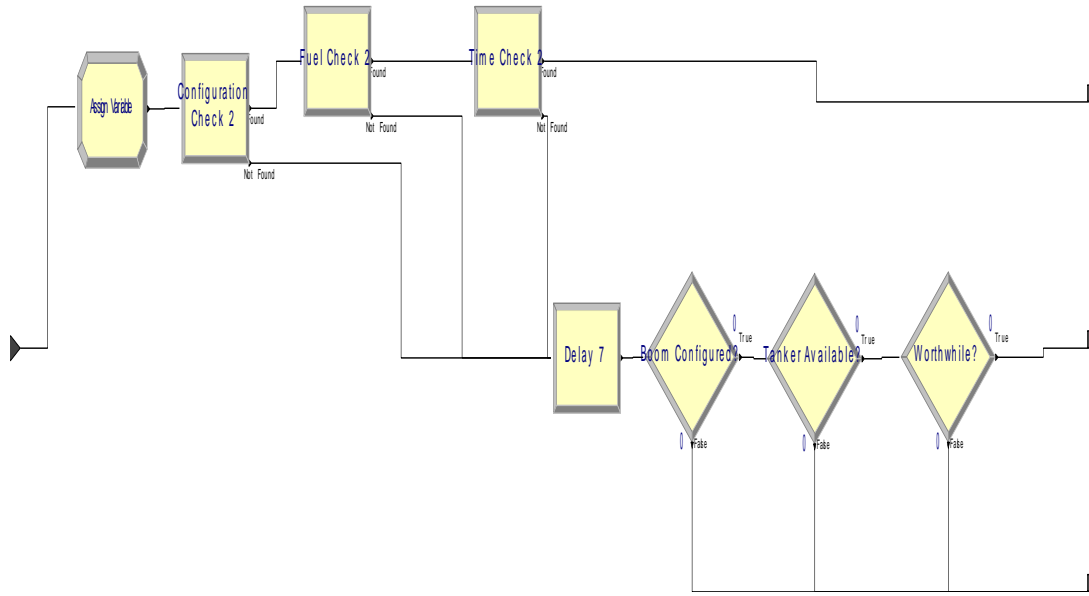 Fuel Check 2
Found
Not Found
Time Check 2
Found
Not Found
Assign Variable
Configuration
Check 2
Found
Not Found
Delay 7
Boom Configured?
0
True
0
False
Tanker Available?
0
True
0
False
Worthwhile?
0
True
0
False